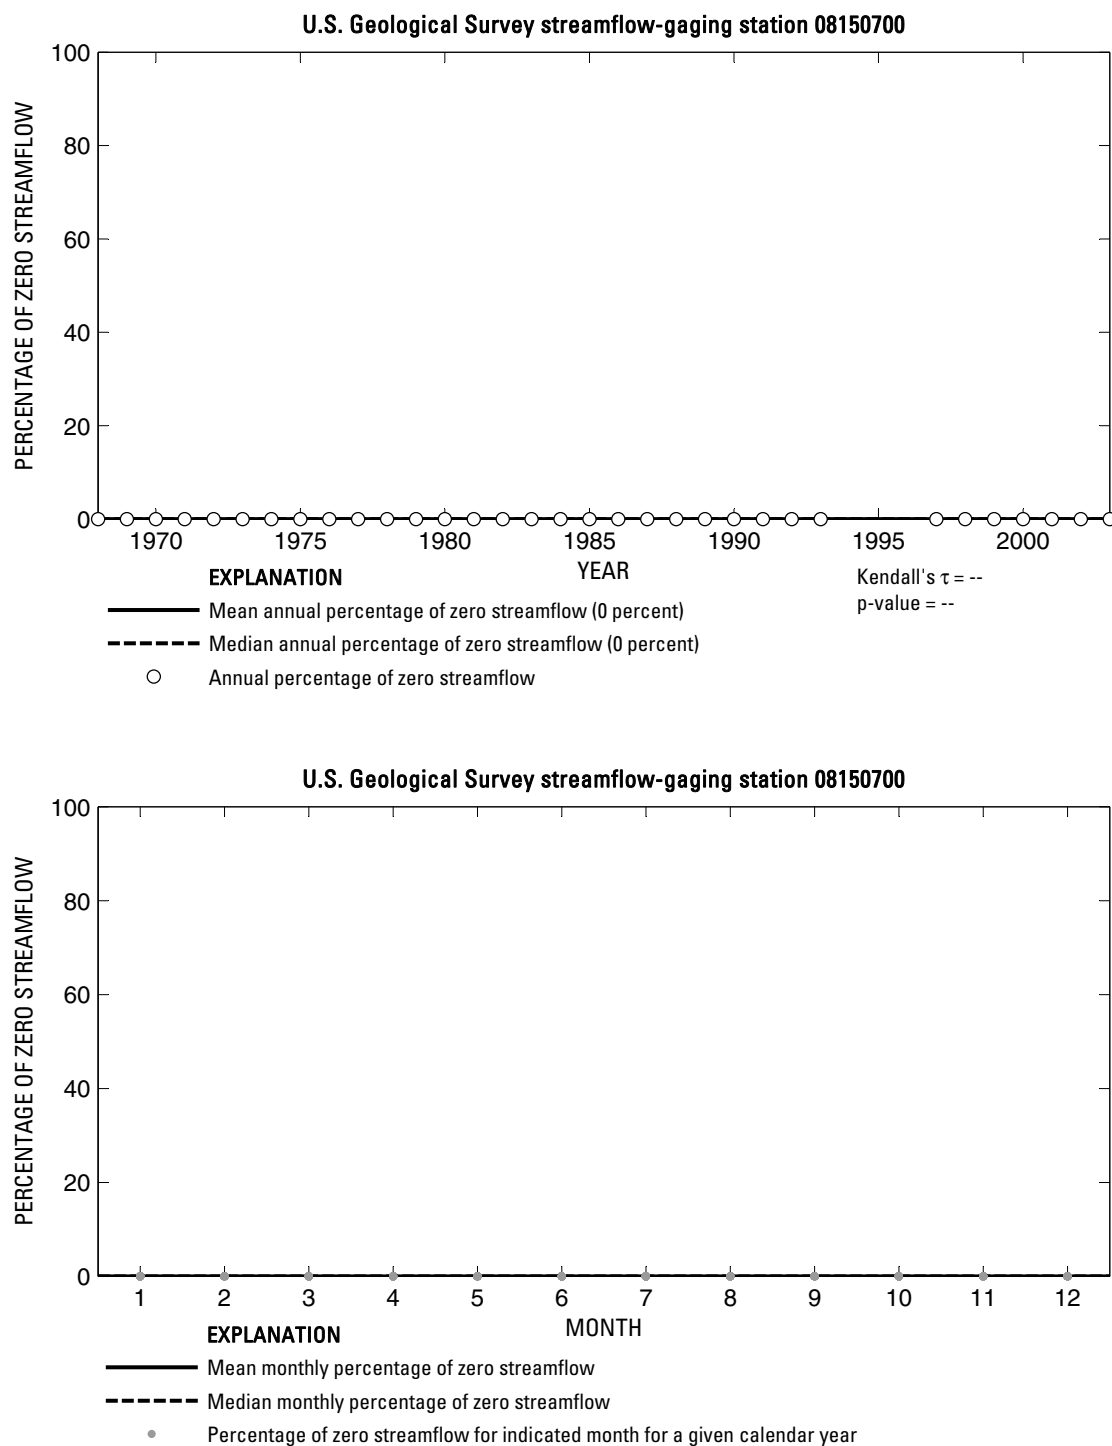 U.S. Geological Survey streamflow-gaging station 08150700
100
80
60
40
20
0
PERCENTAGE OF ZERO STREAMFLOW
1970 1975 1980 1985 1990 1995 2000
YEAR
Kendall's τ = --
p-value = --
EXPLANATION
Mean annual percentage of zero streamflow (0 percent)
Median annual percentage of zero streamflow (0 percent)
Annual percentage of zero streamflow
U.S. Geological Survey streamflow-gaging station 08150700
100
80
60
40
20
0
PERCENTAGE OF ZERO STREAMFLOW
1 2 3 4 5 6 7 8 9 10 11 12
MONTH
EXPLANATION
Mean monthly percentage of zero streamflow
Median monthly percentage of zero streamflow
Percentage of zero streamflow for indicated month for a given calendar year